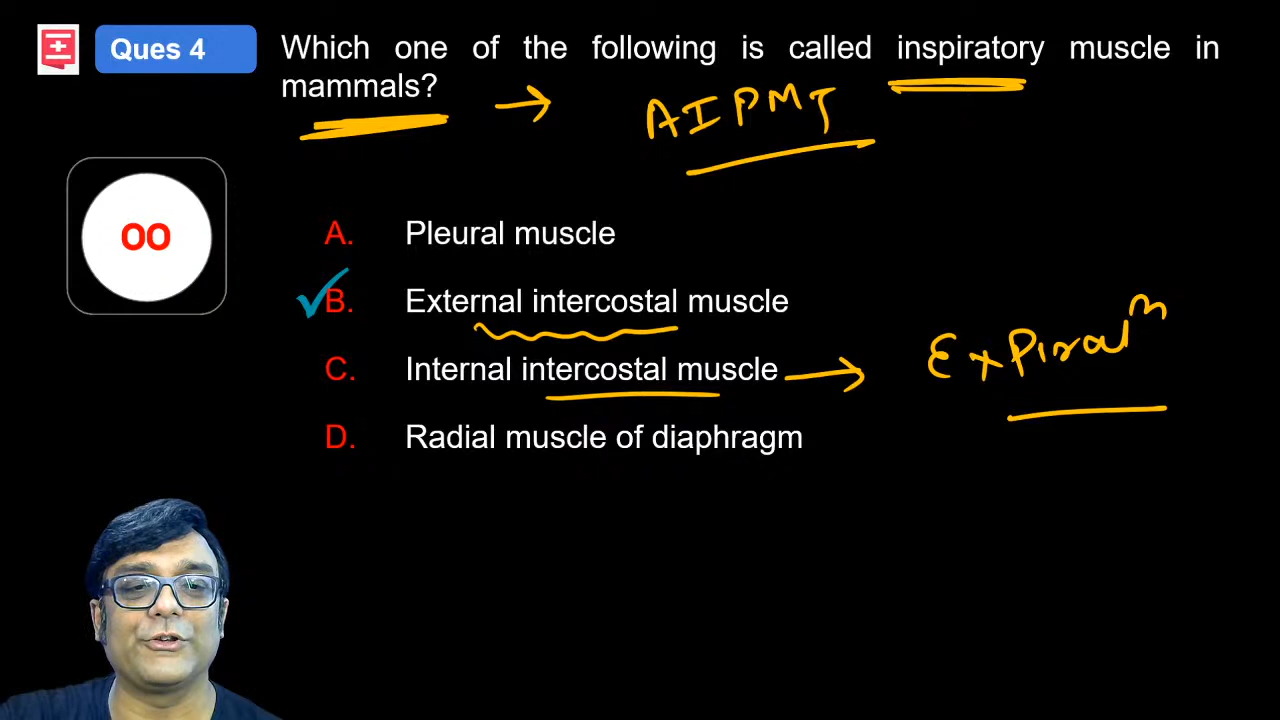 Ques 4
Which one of the following is called inspiratory muscle in
mammals?
AIPMT
00
A. Pleural muscle
B. External intercostal muscle
C. Internal intercostal muscle
Expiratn
D. Radial muscle of diaphragm